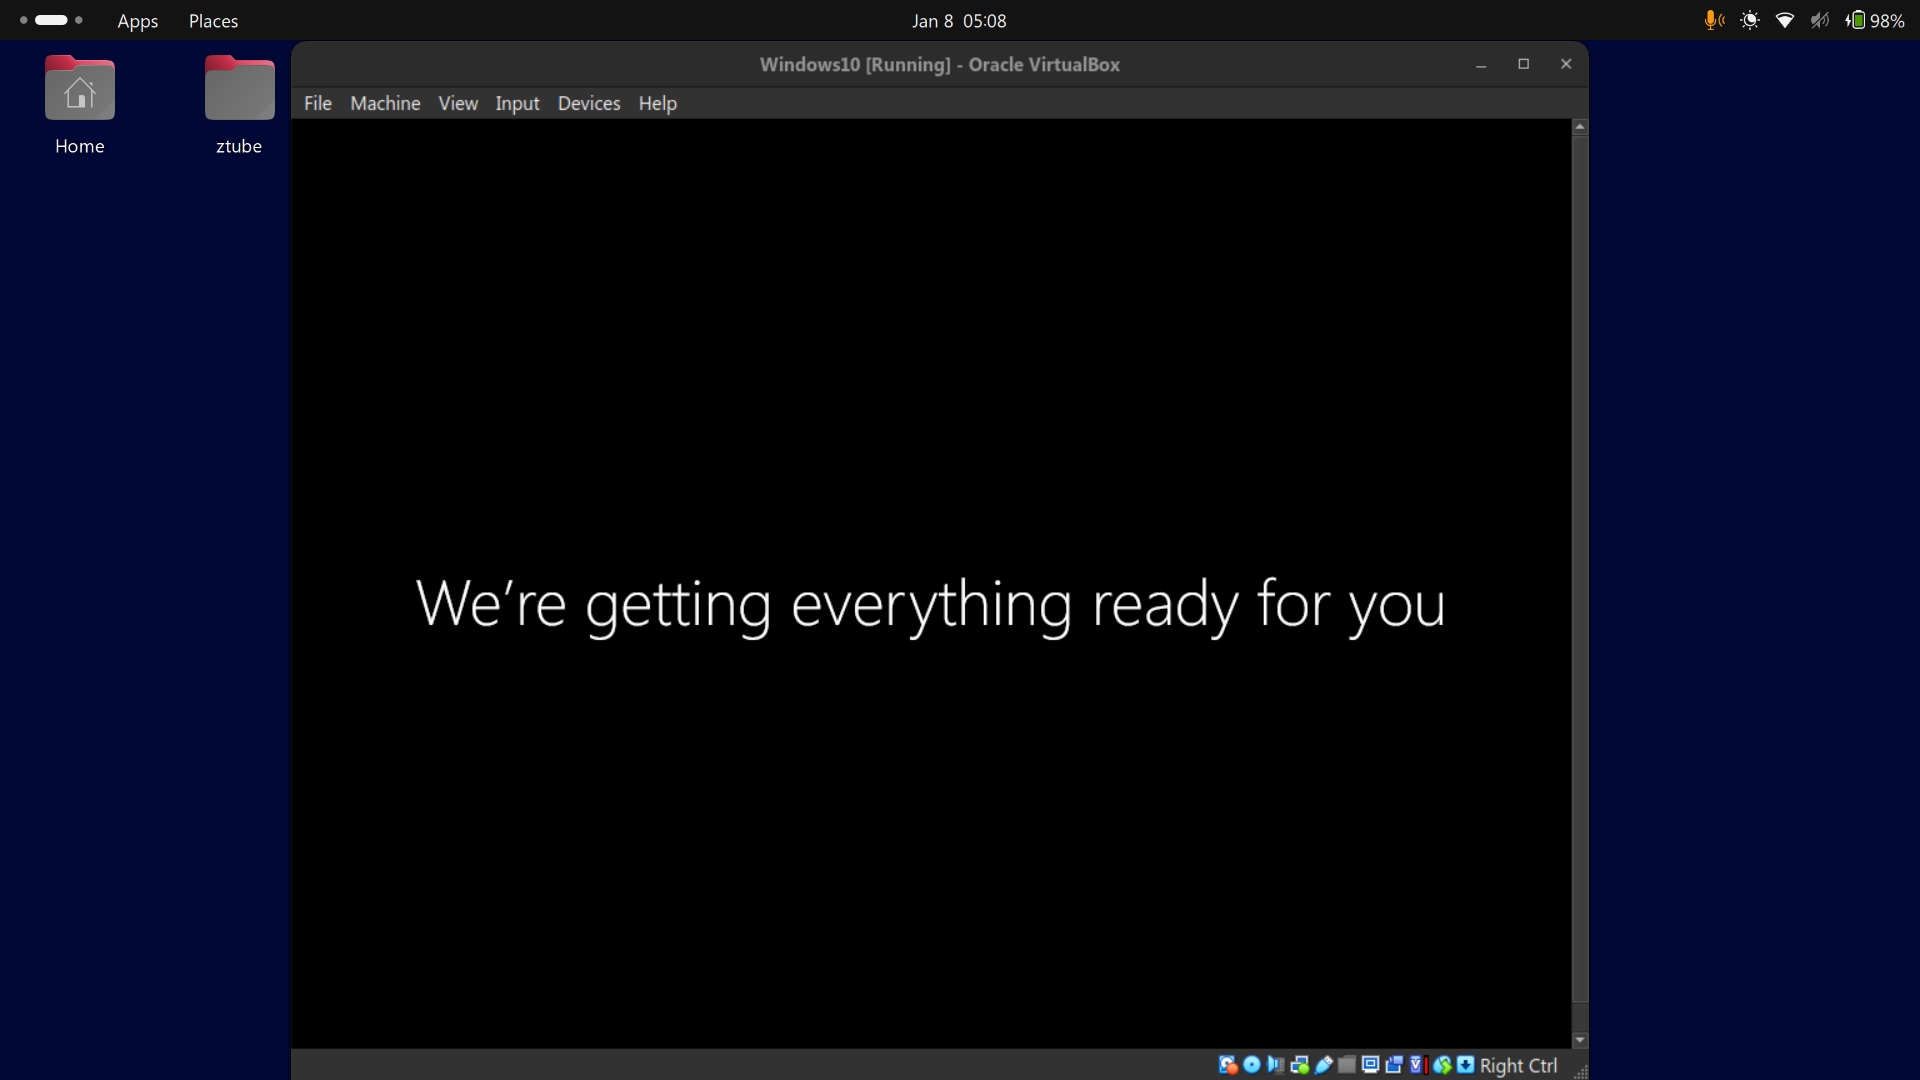 Apps Places Jan 8 05:08 98%
Home ztube
Windows10 [Running] - Oracle VirtualBox
File Machine View Input Devices Help
We're getting everything ready for you
Right Ctrl